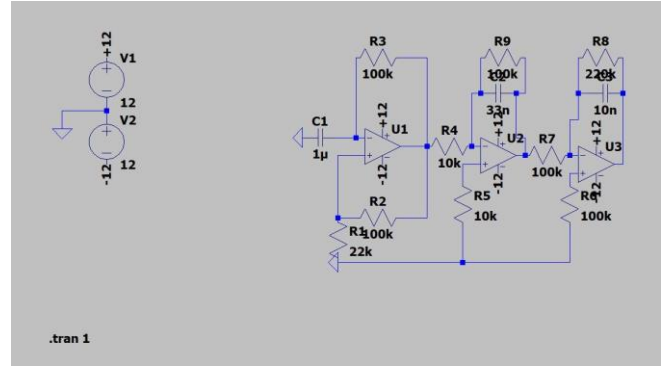 +12
V1
12
V2
-12
12
R3
100k
C1
1µ
+12
U1
-12
R2
100k
R1
22k
R4
10k
R9
100k
C2
33n
+12
U2
-12
R5
10k
R7
100k
R8
220k
C3
10n
+12
U3
-12
R6
100k
.tran 1